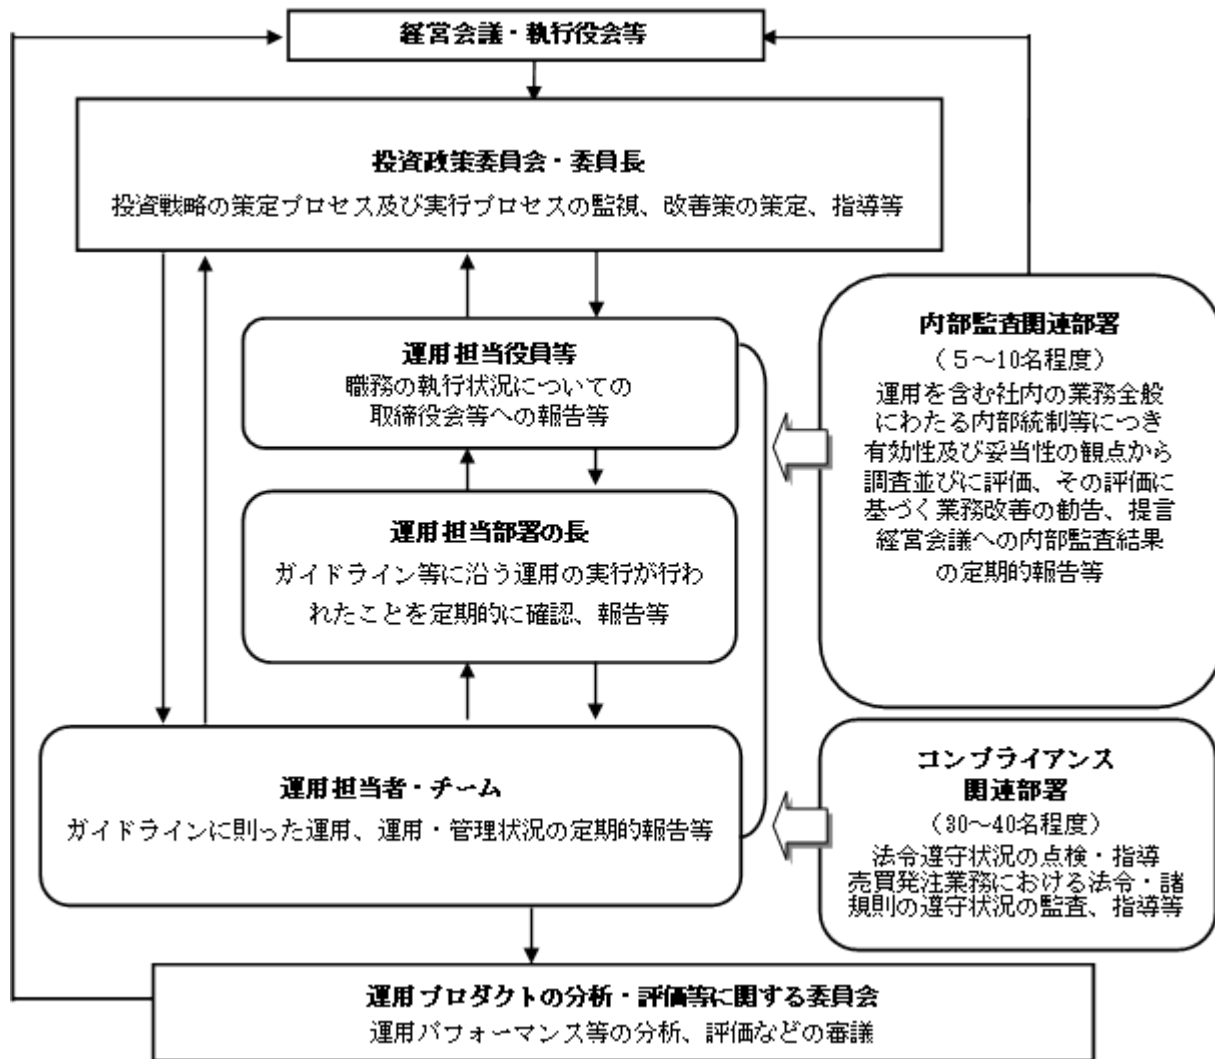 経営会議・執行役会等
投資政策委員会・委員長
投資戦略の策定プロセス及び実行プロセスの監視、改善策の策定、指導等
運用担当役員等
職務の執行状況についての
取締役会等への報告等
運用担当部署の長
ガイドライン等に沿う運用の実行が行わ
れたことを定期的に確認、報告等
運用担当者・チーム
ガイドラインに則った運用、運用・管理状況の定期的報告等
内部監査関連部署
（５～10名程度）
運用を含む社内の業務全般
にわたる内部統制等につき
有効性及び妥当性の観点から
調査並びに評価、その評価に
基づく業務改善の勧告、提言
経営会議への内部監査結果
の定期的報告等
コンプライアンス
関連部署
（30～40名程度）
法令遵守状況の点検・指導
売買発注業務における法令・諸
規則の遵守状況の監査、指導等
運用プロダクトの分析・評価等に関する委員会
運用パフォーマンス等の分析、評価などの審議